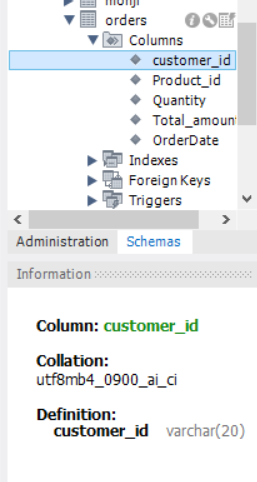 monji
orders
Columns
customer_id
Product_id
Quantity
Total_amoun
OrderDate
Indexes
Foreign Keys
Triggers
Administration Schemas
Information
Column: customer_id
Collation:
utf8mb4_0900_ai_ci
Definition:
customer_id varchar(20)